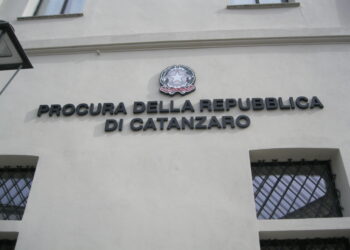 PROCURA DELLA REPUBBLICA
DI CATANZARO